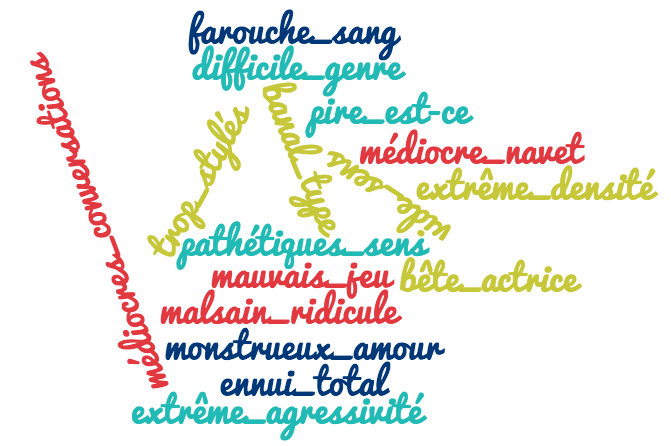 farouche_sang
difficile_genre
médiocres_conversations
trop_stylés
banal_type
pire_est-ce
médiocre_navet
vide_sens
extrême_densité
pathétiques_sens
mauvais_jeu
bête_actrice
malsain_ridicule
monstrueux_amour
ennui_total
extrême_agressivité